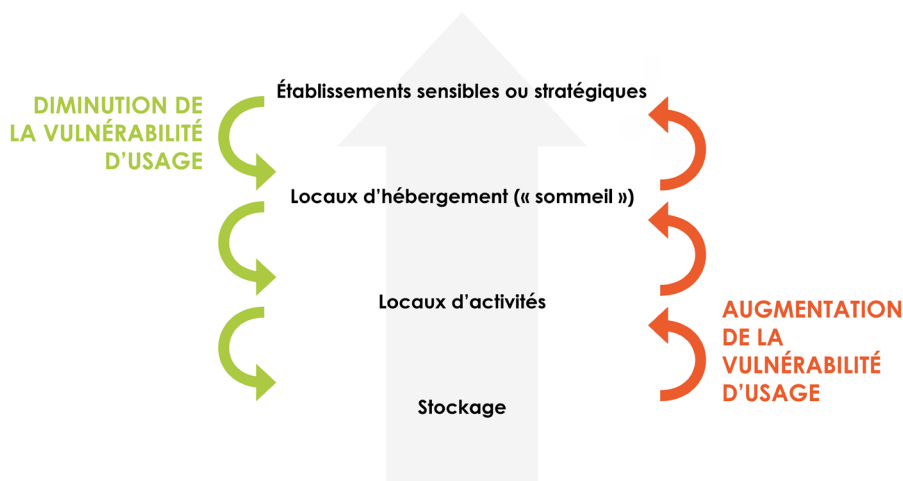 Établissements sensibles ou stratégiques
DIMINUTION DE
LA VULNÉRABILITÉ
D’USAGE
Locaux d’hébergement (« sommeil »)
Locaux d’activités
AUGMENTATION
DE LA
VULNÉRABILITÉ
D’USAGE
Stockage